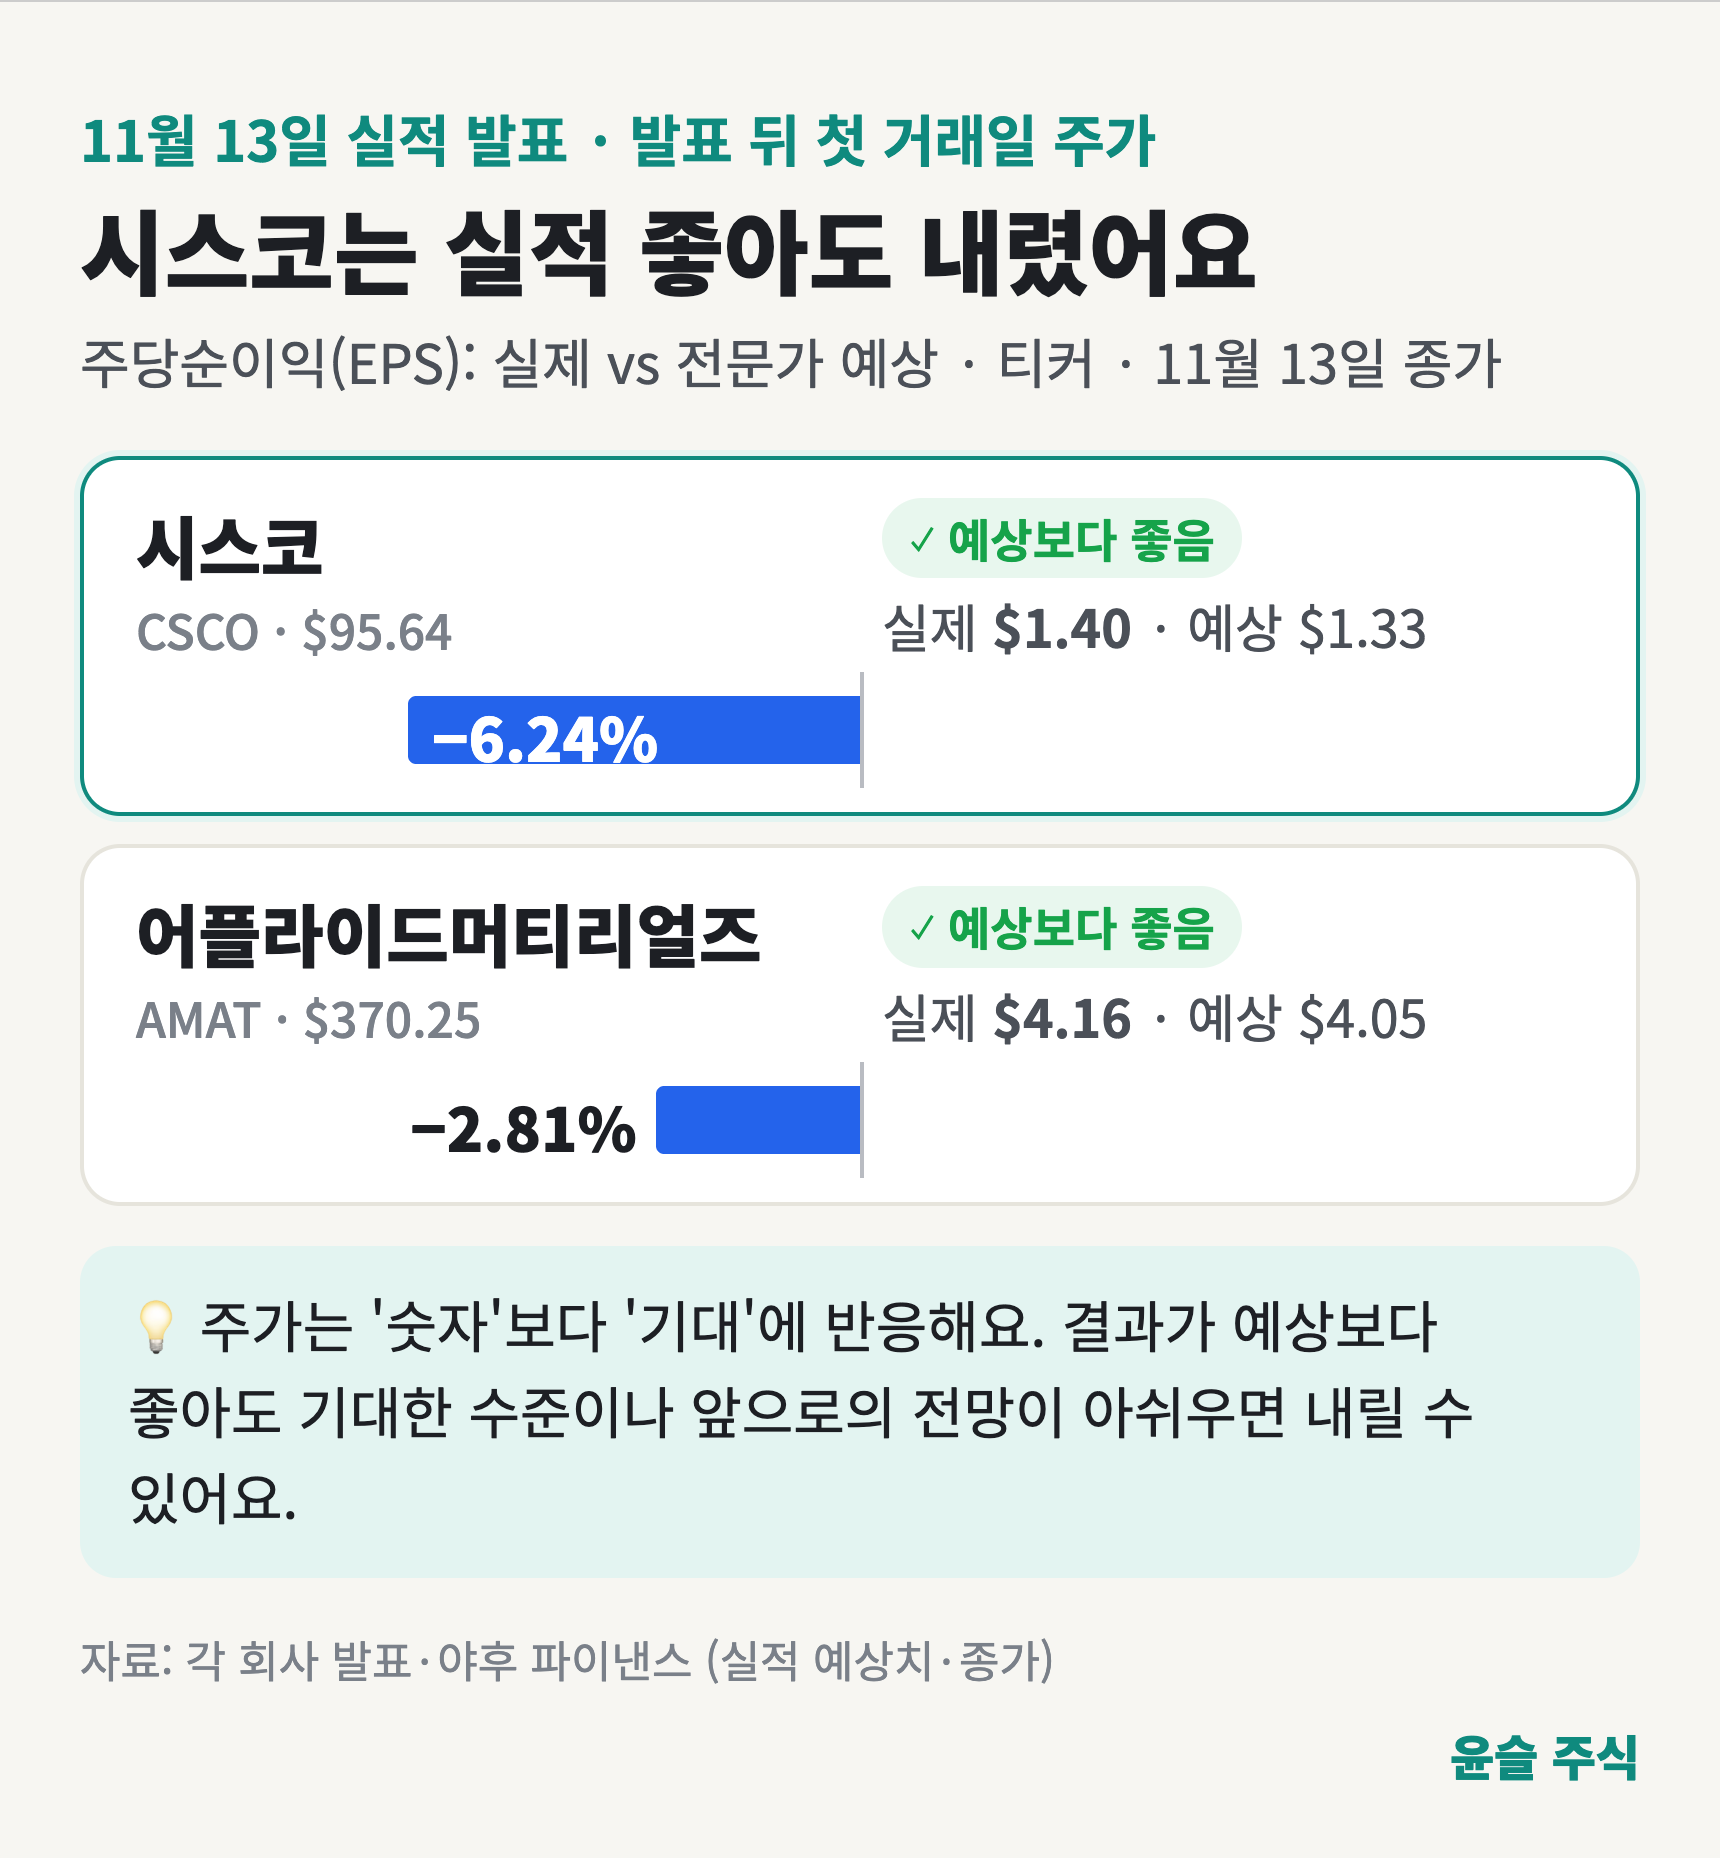 11월 13일 실적 발표 · 발표 뒤 첫 거래일 주가
시스코는 실적 좋아도 내렸어요
주당순이익(EPS): 실제 vs 전문가 예상 · 티커 · 11월 13일 종가
시스코
✓ 예상보다 좋음
CSCO · $95.64
실제 $1.40 · 예상 $1.33
−6.24%
어플라이드머티리얼즈
✓ 예상보다 좋음
AMAT · $370.25
실제 $4.16 · 예상 $4.05
−2.81%
💡 주가는 '숫자'보다 '기대'에 반응해요. 결과가 예상보다
좋아도 기대한 수준이나 앞으로의 전망이 아쉬우면 내릴 수
있어요.
자료: 각 회사 발표·야후 파이낸스 (실적 예상치·종가)
윤슬 주식